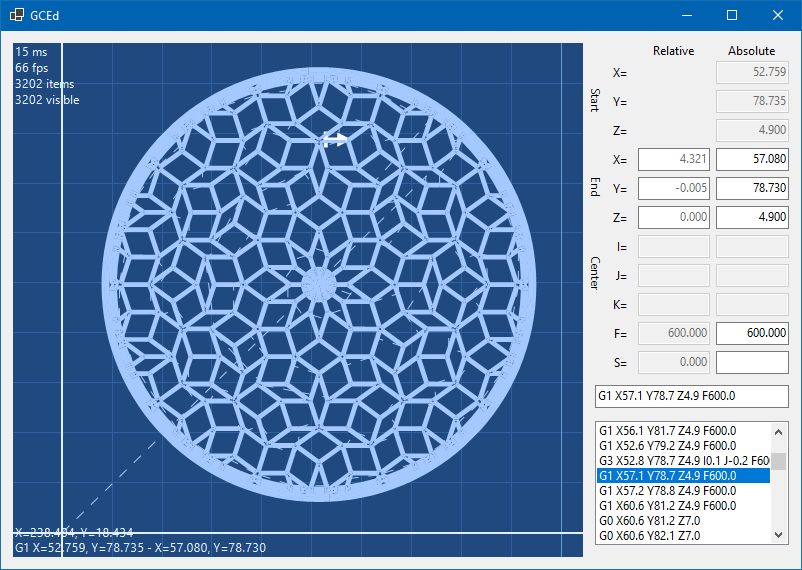 GCEd
15 ms
66 fps
3202 items
3202 visible
X=238.404, Y=18.434
G1 X=52.759, Y=78.735 - X=57.080, Y=78.730
Relative Absolute
Start
X= 52.759
Y= 78.735
Z= 4.900
End
X= 4.321 57.080
Y= -0.005 78.730
Z= 0.000 4.900
Center
I=
J=
K=
F= 600.000 600.000
S= 0.000
G1 X57.1 Y78.7 Z4.9 F600.0
G1 X56.1 Y81.7 Z4.9 F600.0
G1 X52.6 Y79.2 Z4.9 F600.0
G3 X52.8 Y78.7 Z4.9 I0.1 J-0.2 F600
G1 X57.1 Y78.7 Z4.9 F600.0
G1 X57.2 Y78.8 Z4.9 F600.0
G1 X60.6 Y81.2 Z4.9 F600.0
G0 X60.6 Y81.2 Z7.0
G0 X60.6 Y82.1 Z7.0